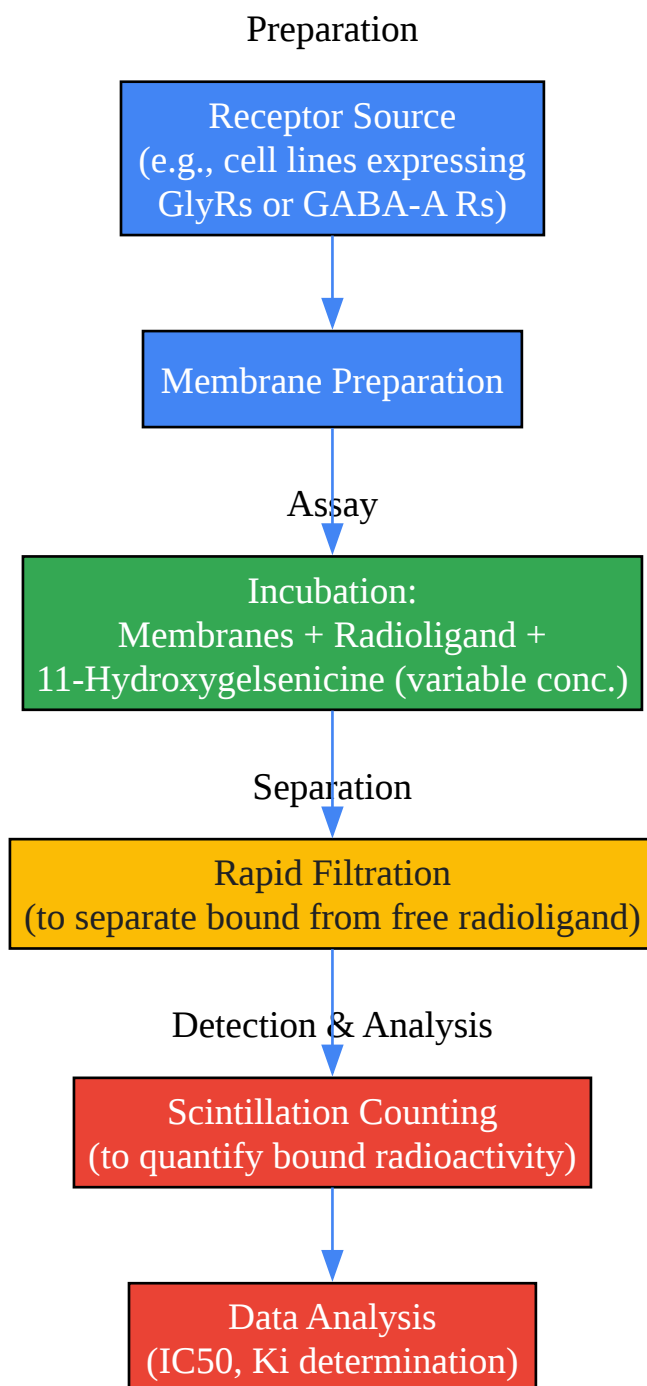 Preparation
Receptor Source
(e.g., cell lines expressing
GlyRs or GABA-A Rs)
Membrane Preparation
Assay
Incubation:
Membranes + Radioligand +
11-Hydroxygelsenicine (variable conc.)
Separation
Rapid Filtration
(to separate bound from free radioligand)
Detection & Analysis
Scintillation Counting
(to quantify bound radioactivity)
Data Analysis
(IC50, Ki determination)